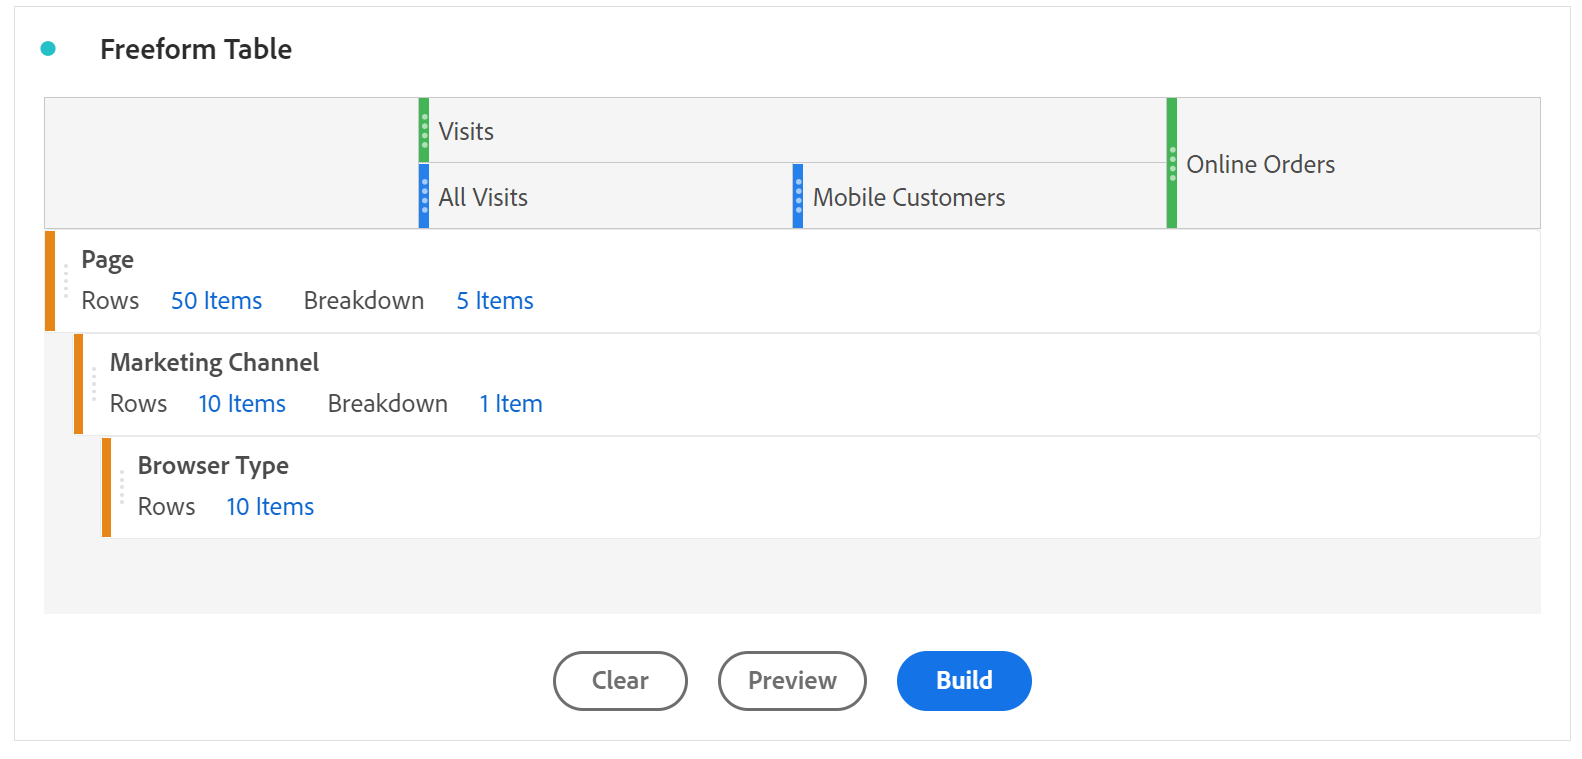 Freeform Table
Visits
Online Orders
All Visits Mobile Customers
Page
Rows 50 Items Breakdown 5 Items
Marketing Channel
Rows 10 Items Breakdown 1 Item
Browser Type
Rows 10 Items
Clear Preview Build